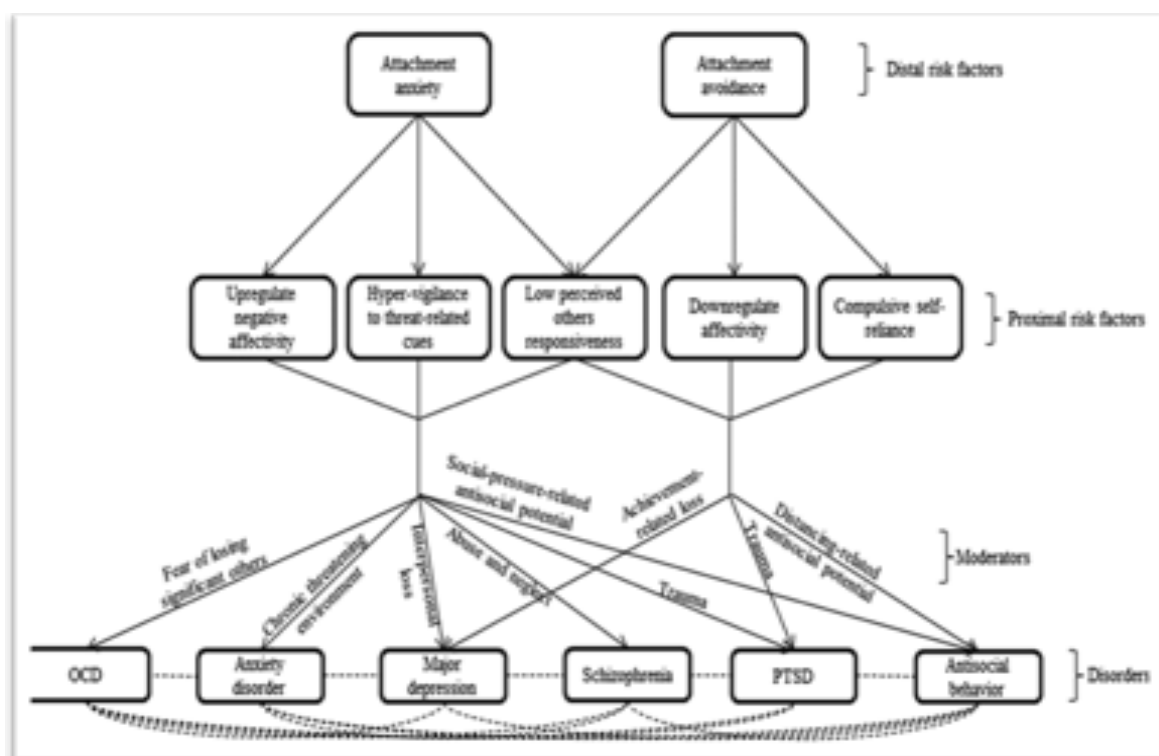 Attachment
anxiety
Attachment
avoidance
Distal risk factors
Upregulate
negative
affectivity
Hyper-vigilance
to threat-related
cues
Low perceived
others
responsiveness
Downregulate
affectivity
Compulsive self-
reliance
Proximal risk factors
Fear of losing
significant others
Chronic threatening
environment
Interpersonal
loss
Abuse and neglect
Social-pressure-related
antisocial potential
Trauma
Achievement-
related loss
Trauma
Distancing-related
antisocial potential
Moderators
OCD
Anxiety
disorder
Major
depression
Schizophrenia
PTSD
Antisocial
behavior
Disorders